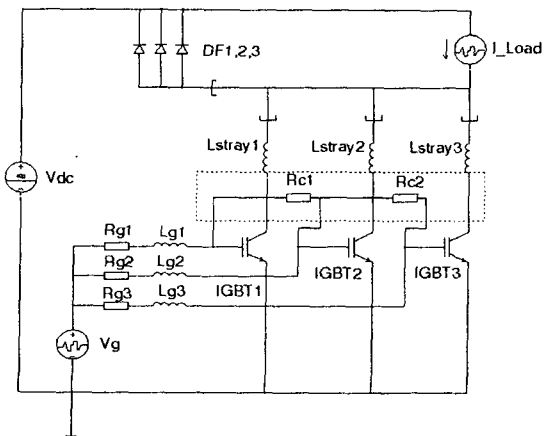 DF1,2,3
I_Load
Lstray1
Lstray2
Lstray3
Vdc
Rc1
Rc2
Rg1
Lg1
Rg2
Lg2
Rg3
Lg3
IGBT1
IGBT2
IGBT3
Vg